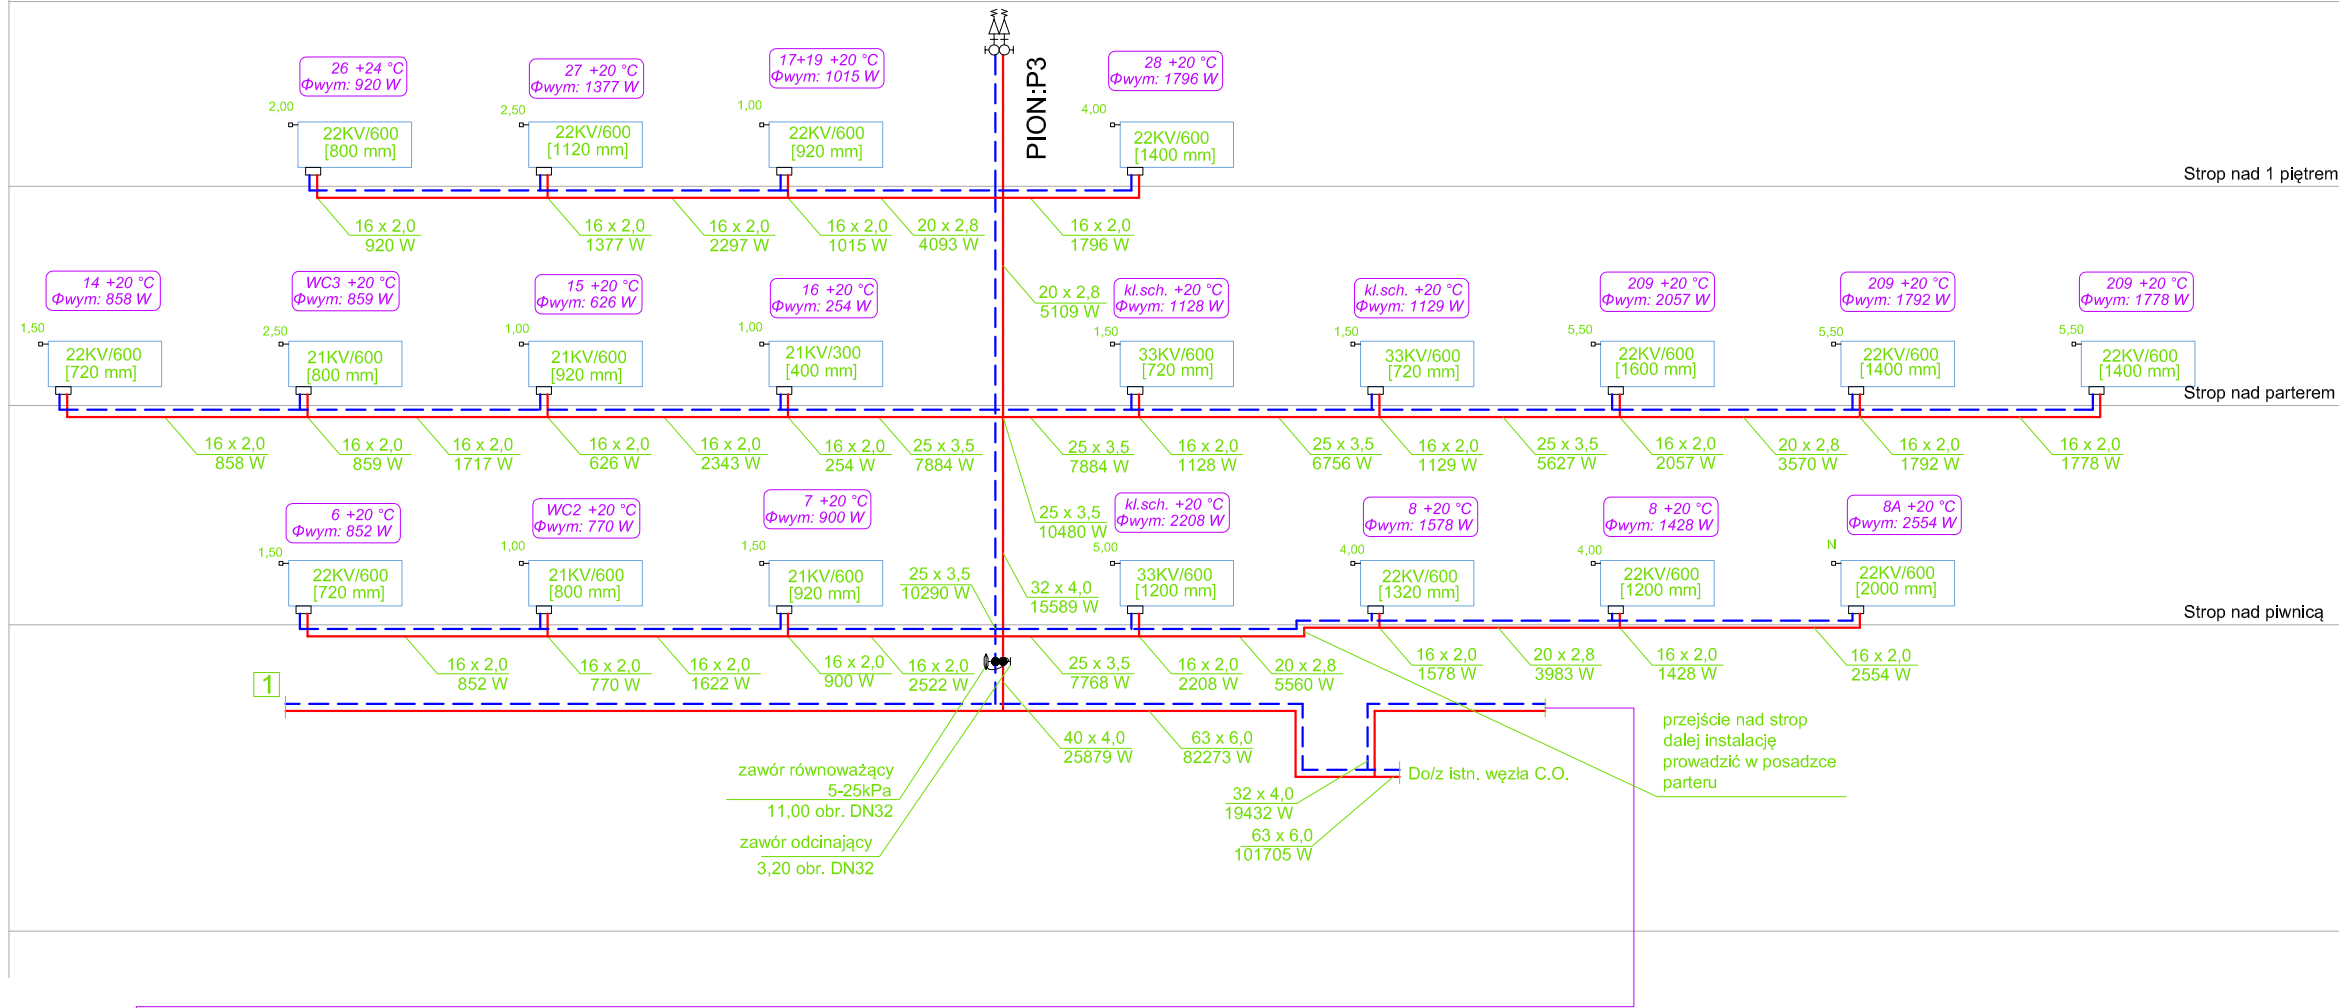 PION:P3
26 +24 °C
Φwym: 920 W
27 +20 °C
Φwym: 1377 W
17+19 +20 °C
Φwym: 1015 W
28 +20 °C
Φwym: 1796 W
2,00
2,50
1,00
4,00
22KV/600
[800 mm]
22KV/600
[1120 mm]
22KV/600
[920 mm]
22KV/600
[1400 mm]
Strop nad 1 piętrem
16 x 2,0
920 W
16 x 2,0
1377 W
16 x 2,0
2297 W
16 x 2,0
1015 W
20 x 2,8
4093 W
16 x 2,0
1796 W
20 x 2,8
5109 W
14 +20 °C
Φwym: 858 W
WC3 +20 °C
Φwym: 859 W
15 +20 °C
Φwym: 626 W
16 +20 °C
Φwym: 254 W
kl.sch. +20 °C
Φwym: 1128 W
kl.sch. +20 °C
Φwym: 1129 W
209 +20 °C
Φwym: 2057 W
209 +20 °C
Φwym: 1792 W
209 +20 °C
Φwym: 1778 W
1,50
2,50
1,00
1,00
1,50
1,50
5,50
5,50
5,50
22KV/600
[720 mm]
21KV/600
[800 mm]
21KV/600
[920 mm]
21KV/300
[400 mm]
33KV/600
[720 mm]
33KV/600
[720 mm]
22KV/600
[1600 mm]
22KV/600
[1400 mm]
22KV/600
[1400 mm]
Strop nad parterem
16 x 2,0
858 W
16 x 2,0
859 W
16 x 2,0
1717 W
16 x 2,0
626 W
16 x 2,0
2343 W
16 x 2,0
254 W
25 x 3,5
7884 W
25 x 3,5
7884 W
16 x 2,0
1128 W
25 x 3,5
6756 W
16 x 2,0
1129 W
25 x 3,5
5627 W
16 x 2,0
2057 W
20 x 2,8
3570 W
16 x 2,0
1792 W
16 x 2,0
1778 W
25 x 3,5
10480 W
6 +20 °C
Φwym: 852 W
WC2 +20 °C
Φwym: 770 W
7 +20 °C
Φwym: 900 W
kl.sch. +20 °C
Φwym: 2208 W
8 +20 °C
Φwym: 1578 W
8 +20 °C
Φwym: 1428 W
8A +20 °C
Φwym: 2554 W
1,50
1,00
1,50
5,00
4,00
4,00
N
22KV/600
[720 mm]
21KV/600
[800 mm]
21KV/600
[920 mm]
25 x 3,5
10290 W
32 x 4,0
15589 W
33KV/600
[1200 mm]
22KV/600
[1320 mm]
22KV/600
[1200 mm]
22KV/600
[2000 mm]
Strop nad piwnicą
16 x 2,0
852 W
16 x 2,0
770 W
16 x 2,0
1622 W
16 x 2,0
900 W
16 x 2,0
2522 W
25 x 3,5
7768 W
16 x 2,0
2208 W
20 x 2,8
5560 W
16 x 2,0
1578 W
20 x 2,8
3983 W
16 x 2,0
1428 W
16 x 2,0
2554 W
1
40 x 4,0
25879 W
63 x 6,0
82273 W
zawór równoważący
5-25kPa
11,00 obr. DN32
zawór odcinający
3,20 obr. DN32
Do/z istn. węzła C.O.
32 x 4,0
19432 W
63 x 6,0
101705 W
przejście nad strop
dalej instalację
prowadzić w posadzce
parteru